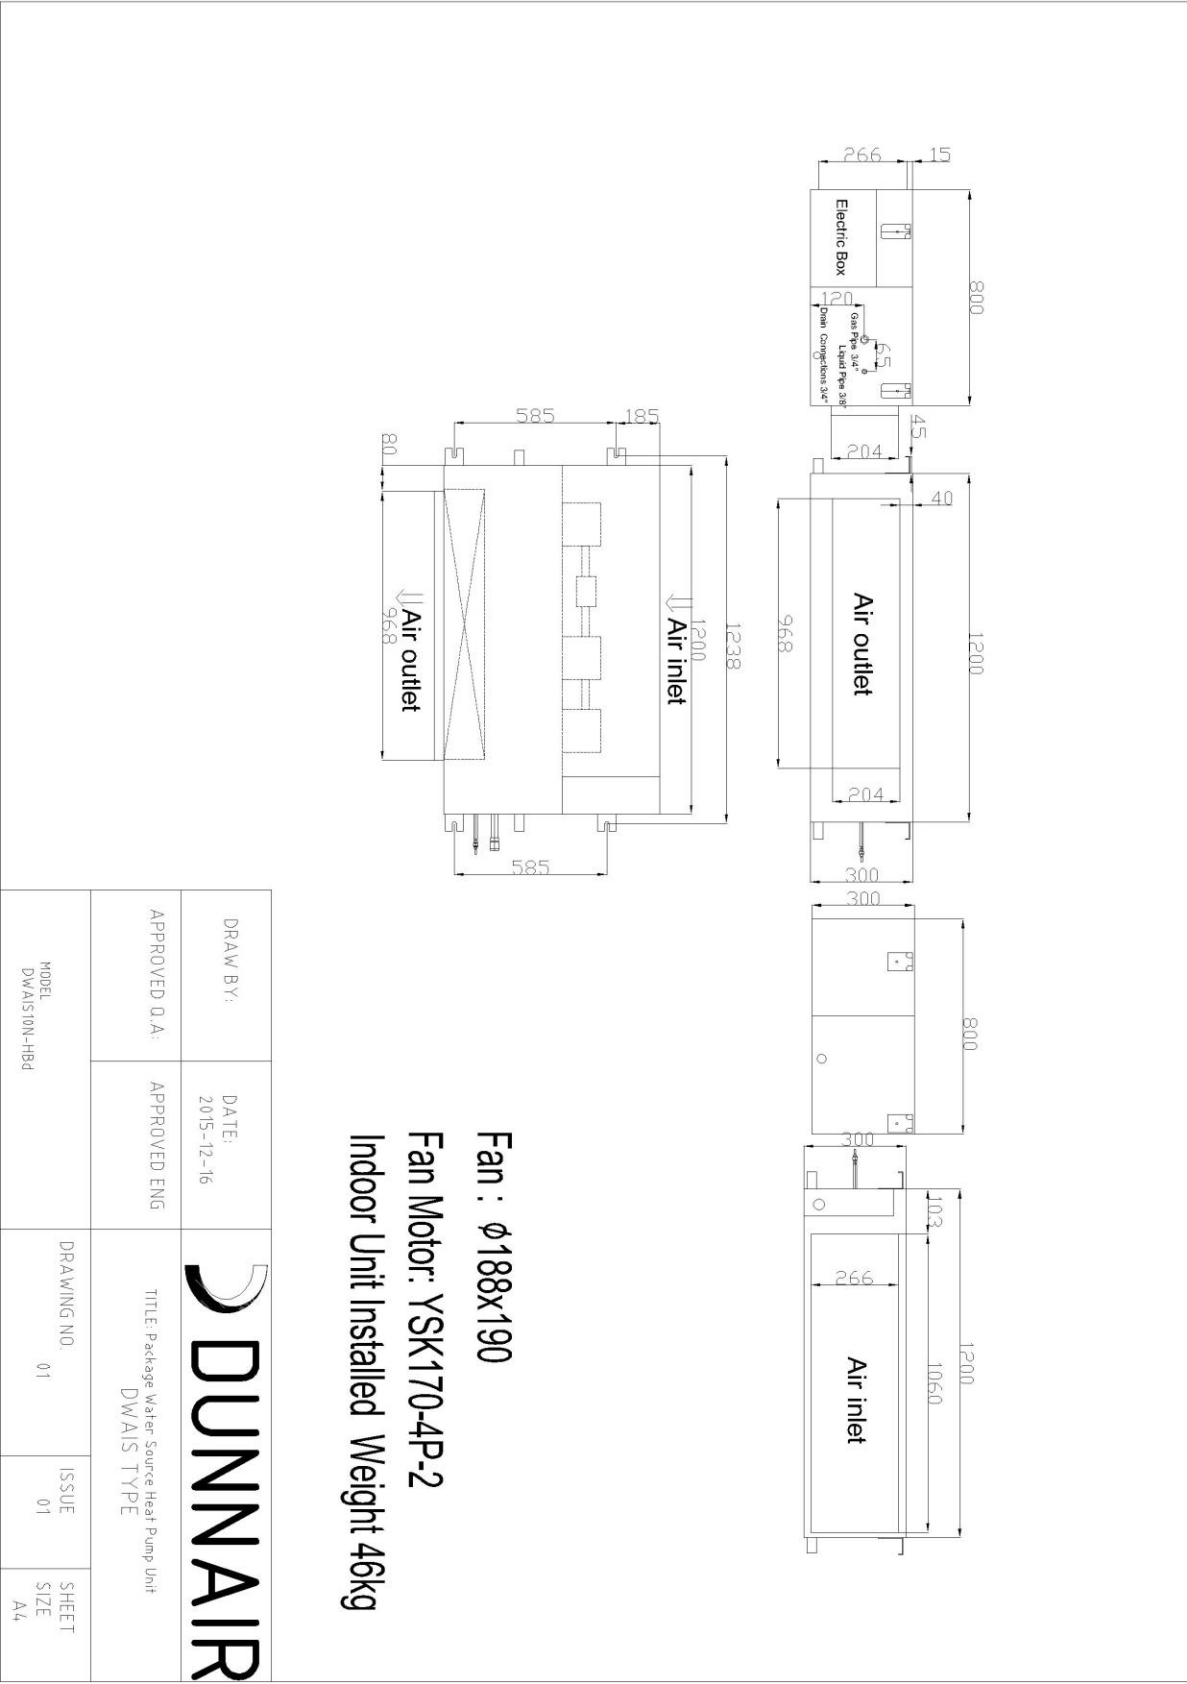 266
15
Electric Box
800
120
Gas Pipe 3/4"
65
Liquid Pipe 3/8"
Drain Connections 3/4"
45
204
40
1200
Air outlet
968
204
300
300
800
300
103
1200
266
1060
Air inlet
585
185
80
1238
1200
Air inlet
Air outlet
968
585
Fan : ϕ188x190
Fan Motor: YSK170-4P-2
Indoor Unit Installed Weight 46kg
DRAW BY:
DATE:
2015-12-16
DUNNAIR
APPROVED Q.A:
APPROVED ENG
TITLE: Package Water Source Heat Pump Unit
DWAIS TYPE
MODEL
DWAIS10N-HBd
DRAWING NO.
01
ISSUE
01
SHEET
SIZE
A4